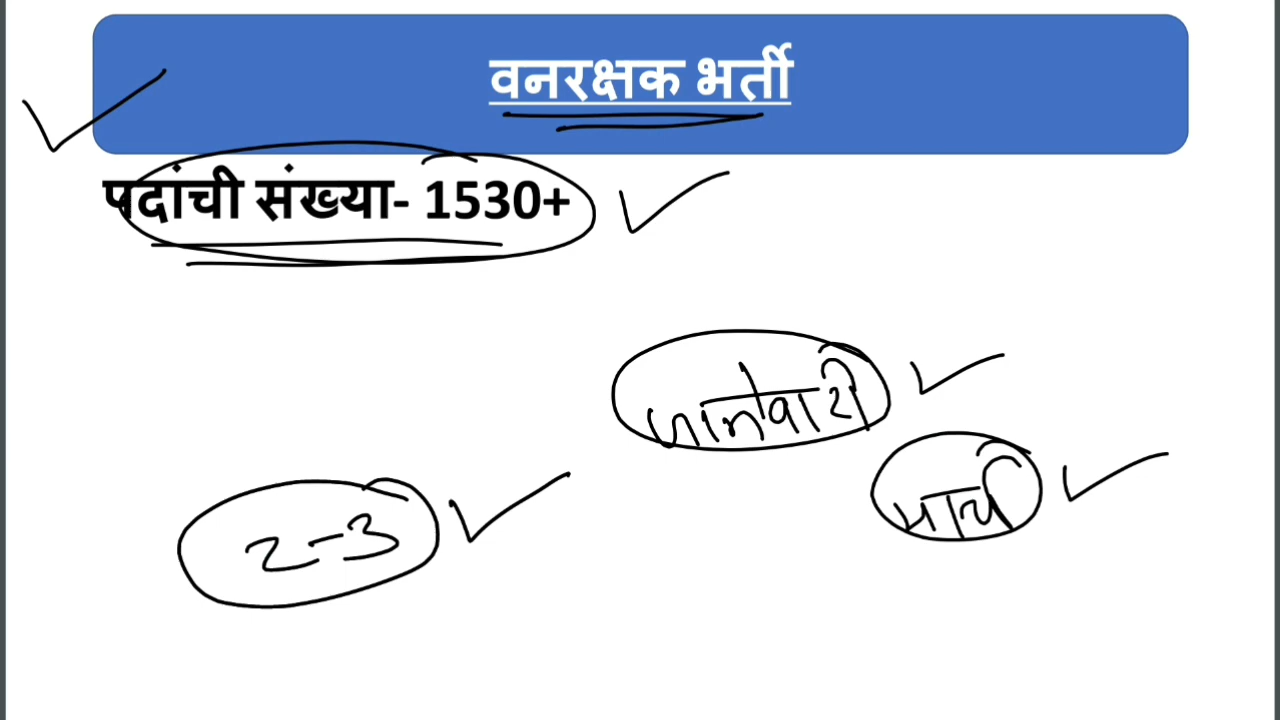 वनरक्षक भर्ती
पदांची संख्या- 1530+
जानेवारी
मार्च
2-3